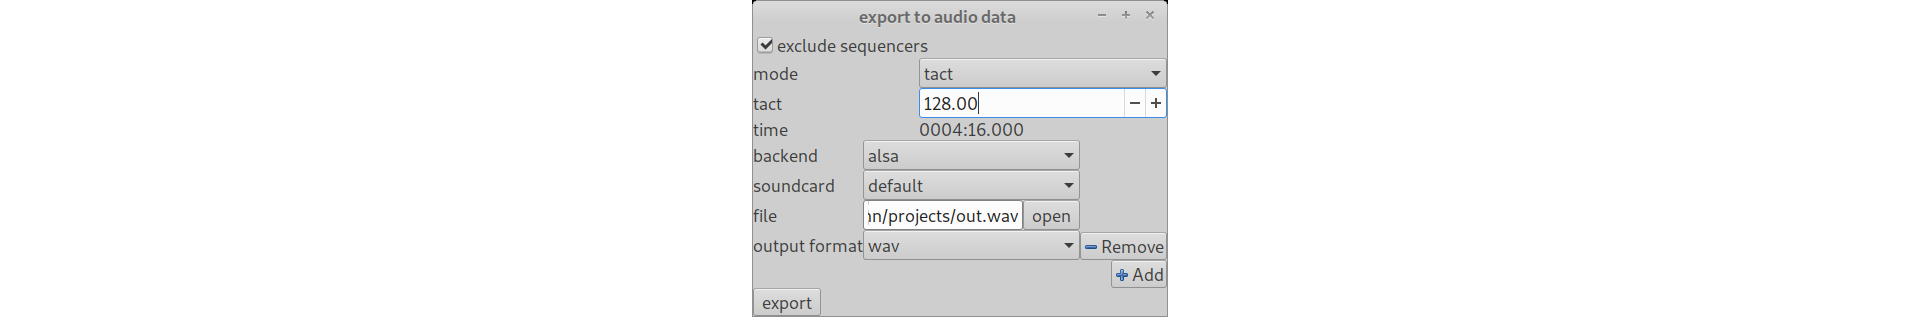 export to audio data
exclude sequencers
mode tact
tact 128.00
time 0004:16.000
backend alsa
soundcard default
file /projects/out.wav open
output format wav Remove
Add
export